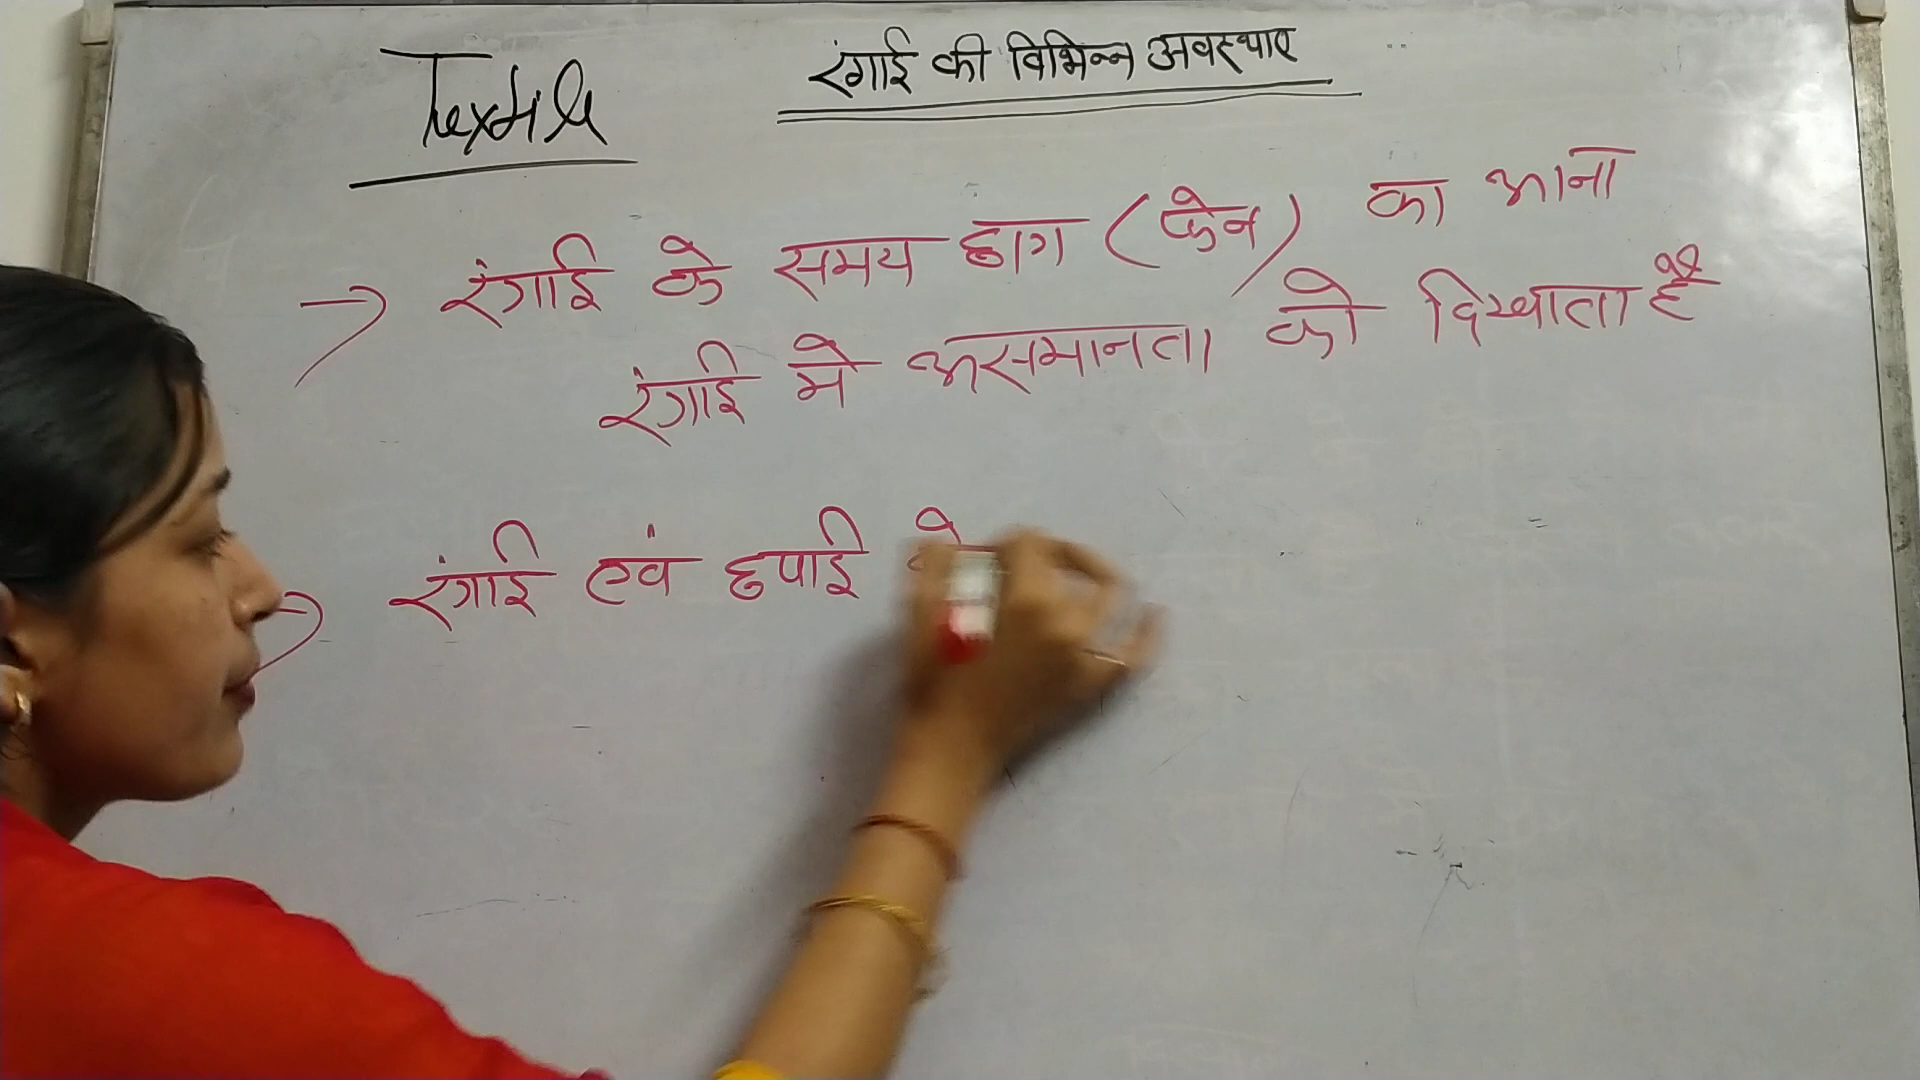 Textile
रंगाई की विभिन्न अवस्थाए
रंगाई के समय झाग (फेन) का आना
रंगाई मे असमानता को दिखाता है
रंगाई एवं छपाई के